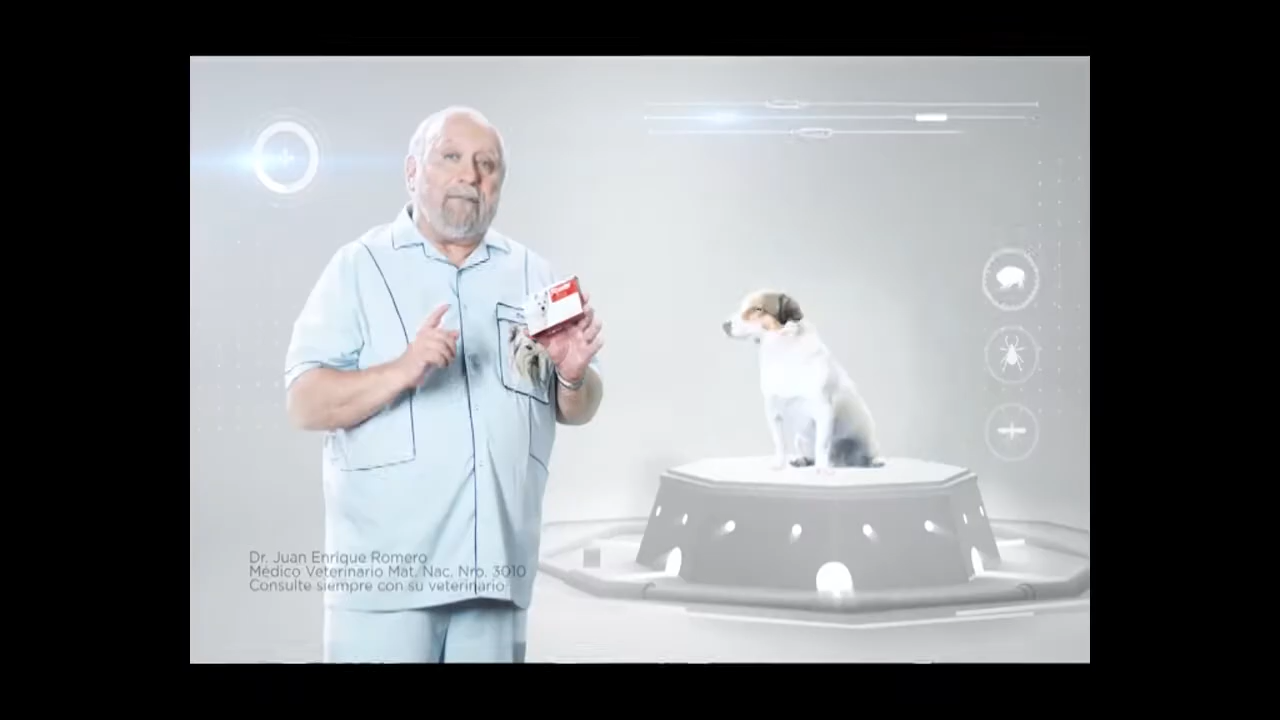 Dr. Juan Enrique Romero
Médico Veterinario Mat. Nac. Nro. 3010
Consulte siempre con su veterinario